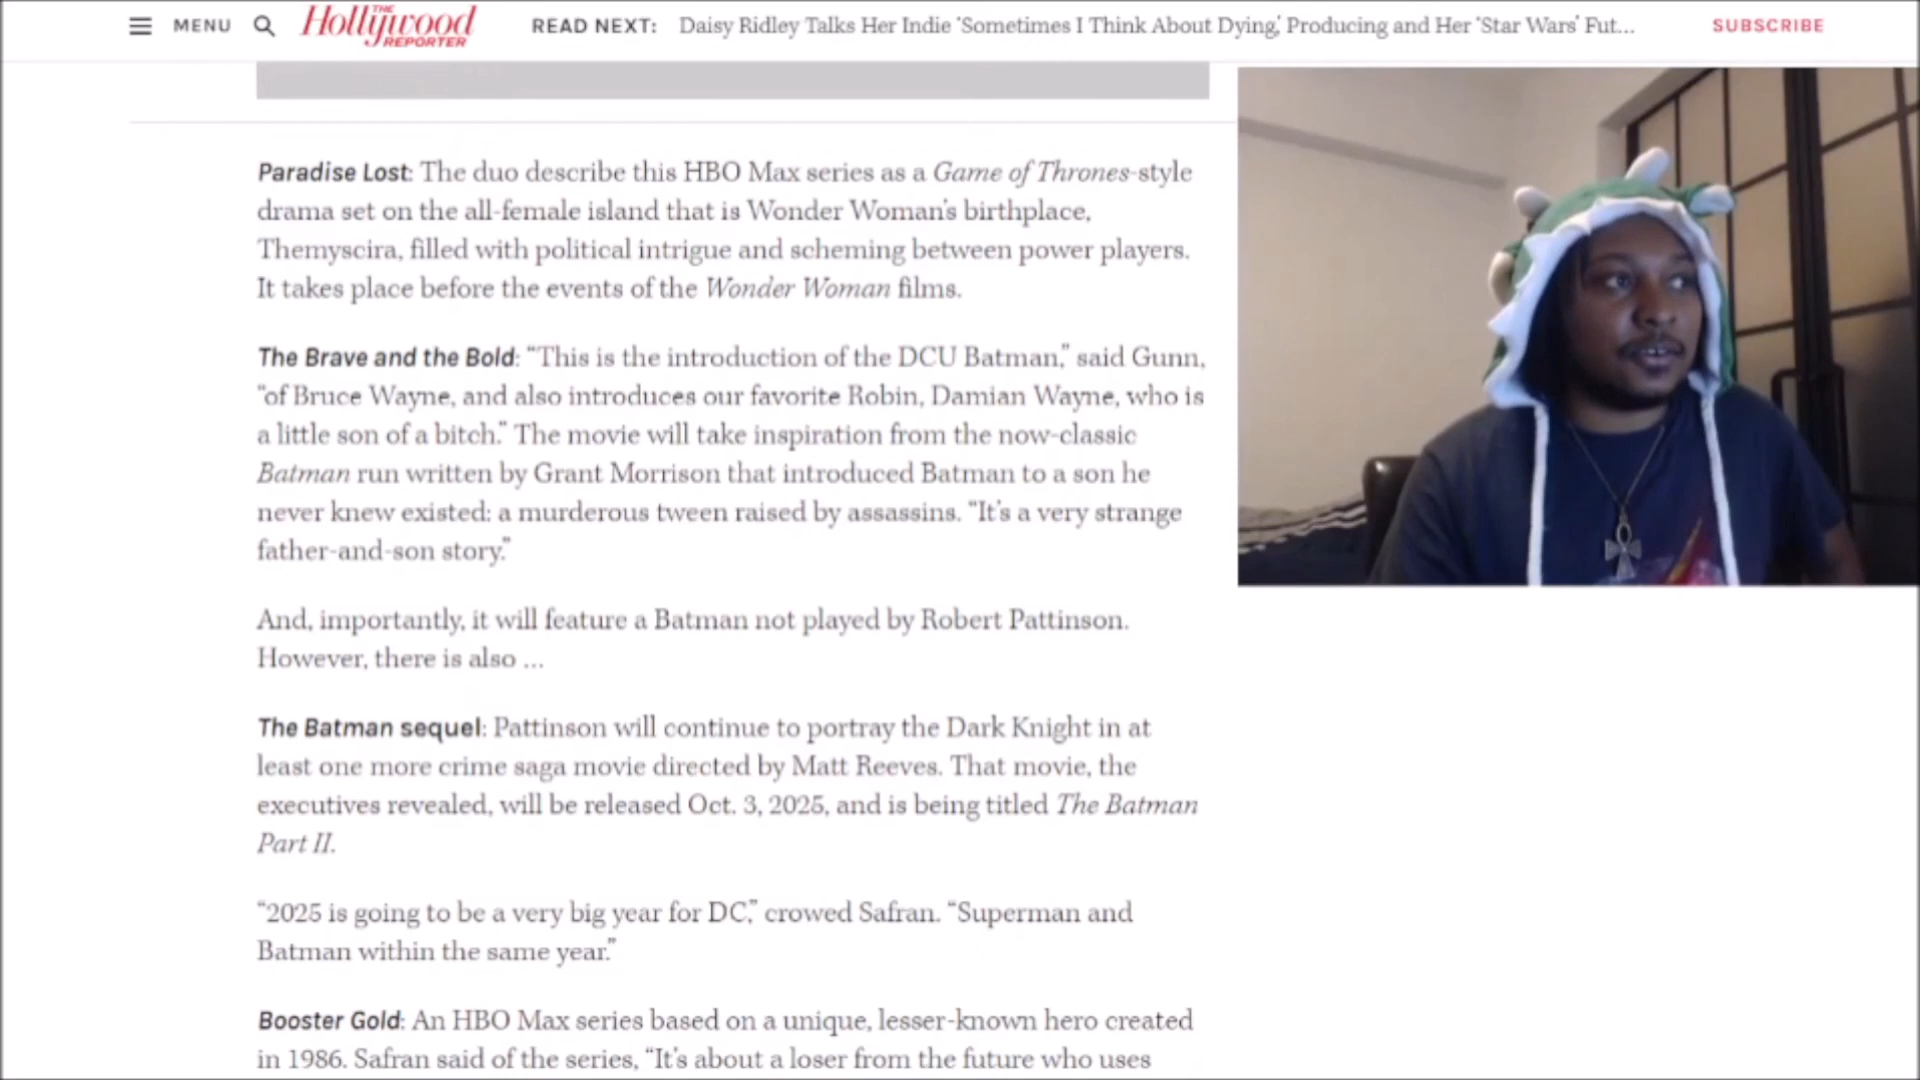 MENU
THE
Hollywood
REPORTER
READ NEXT: Daisy Ridley Talks Her Indie ‘Sometimes I Think About Dying,’ Producing and Her ‘Star Wars’ Fut...
SUBSCRIBE
Paradise Lost: The duo describe this HBO Max series as a Game of Thrones-style
drama set on the all-female island that is Wonder Woman’s birthplace,
Themyscira, filled with political intrigue and scheming between power players.
It takes place before the events of the Wonder Woman films.
The Brave and the Bold: “This is the introduction of the DCU Batman,” said Gunn,
“of Bruce Wayne, and also introduces our favorite Robin, Damian Wayne, who is
a little son of a bitch.” The movie will take inspiration from the now-classic
Batman run written by Grant Morrison that introduced Batman to a son he
never knew existed: a murderous tween raised by assassins. “It’s a very strange
father-and-son story.”
And, importantly, it will feature a Batman not played by Robert Pattinson.
However, there is also …
The Batman sequel: Pattinson will continue to portray the Dark Knight in at
least one more crime saga movie directed by Matt Reeves. That movie, the
executives revealed, will be released Oct. 3, 2025, and is being titled The Batman
Part II.
“2025 is going to be a very big year for DC,” crowed Safran. “Superman and
Batman within the same year.”
Booster Gold: An HBO Max series based on a unique, lesser-known hero created
in 1986. Safran said of the series, “It’s about a loser from the future who uses